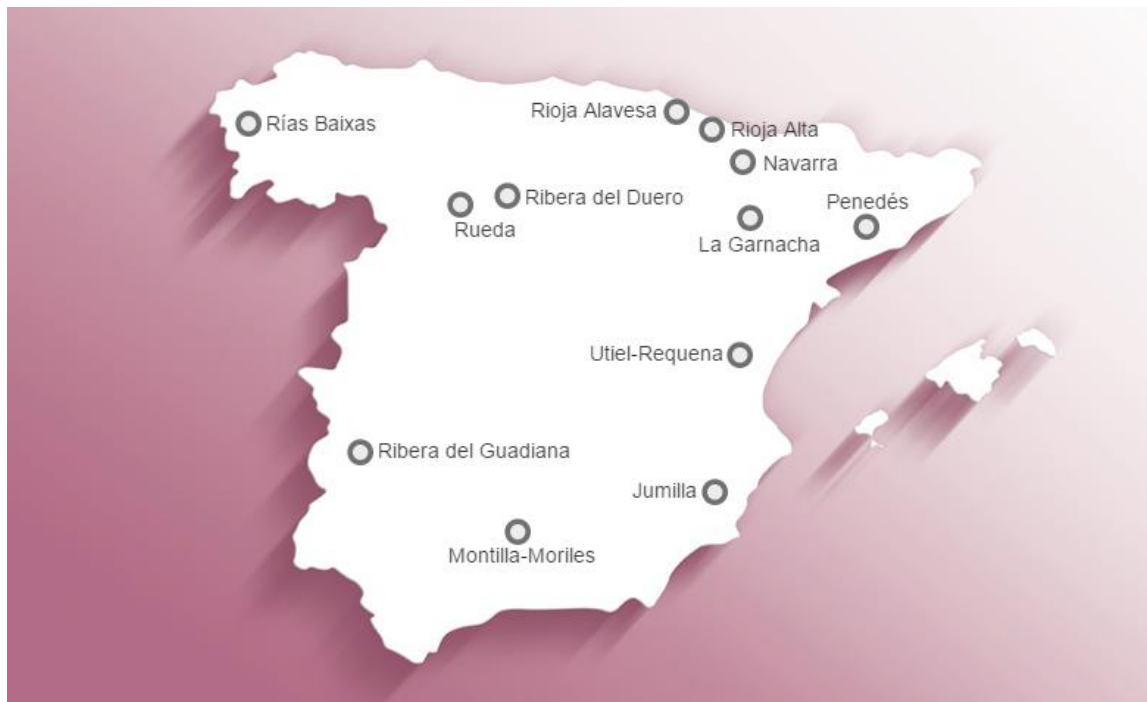 Rioja Alavesa
Rías Baixas
Rioja Alta
Navarra
Ribera del Duero
Penedés
Rueda
La Garnacha
Utiel-Requena
Ribera del Guadiana
Jumilla
Montilla-Moriles